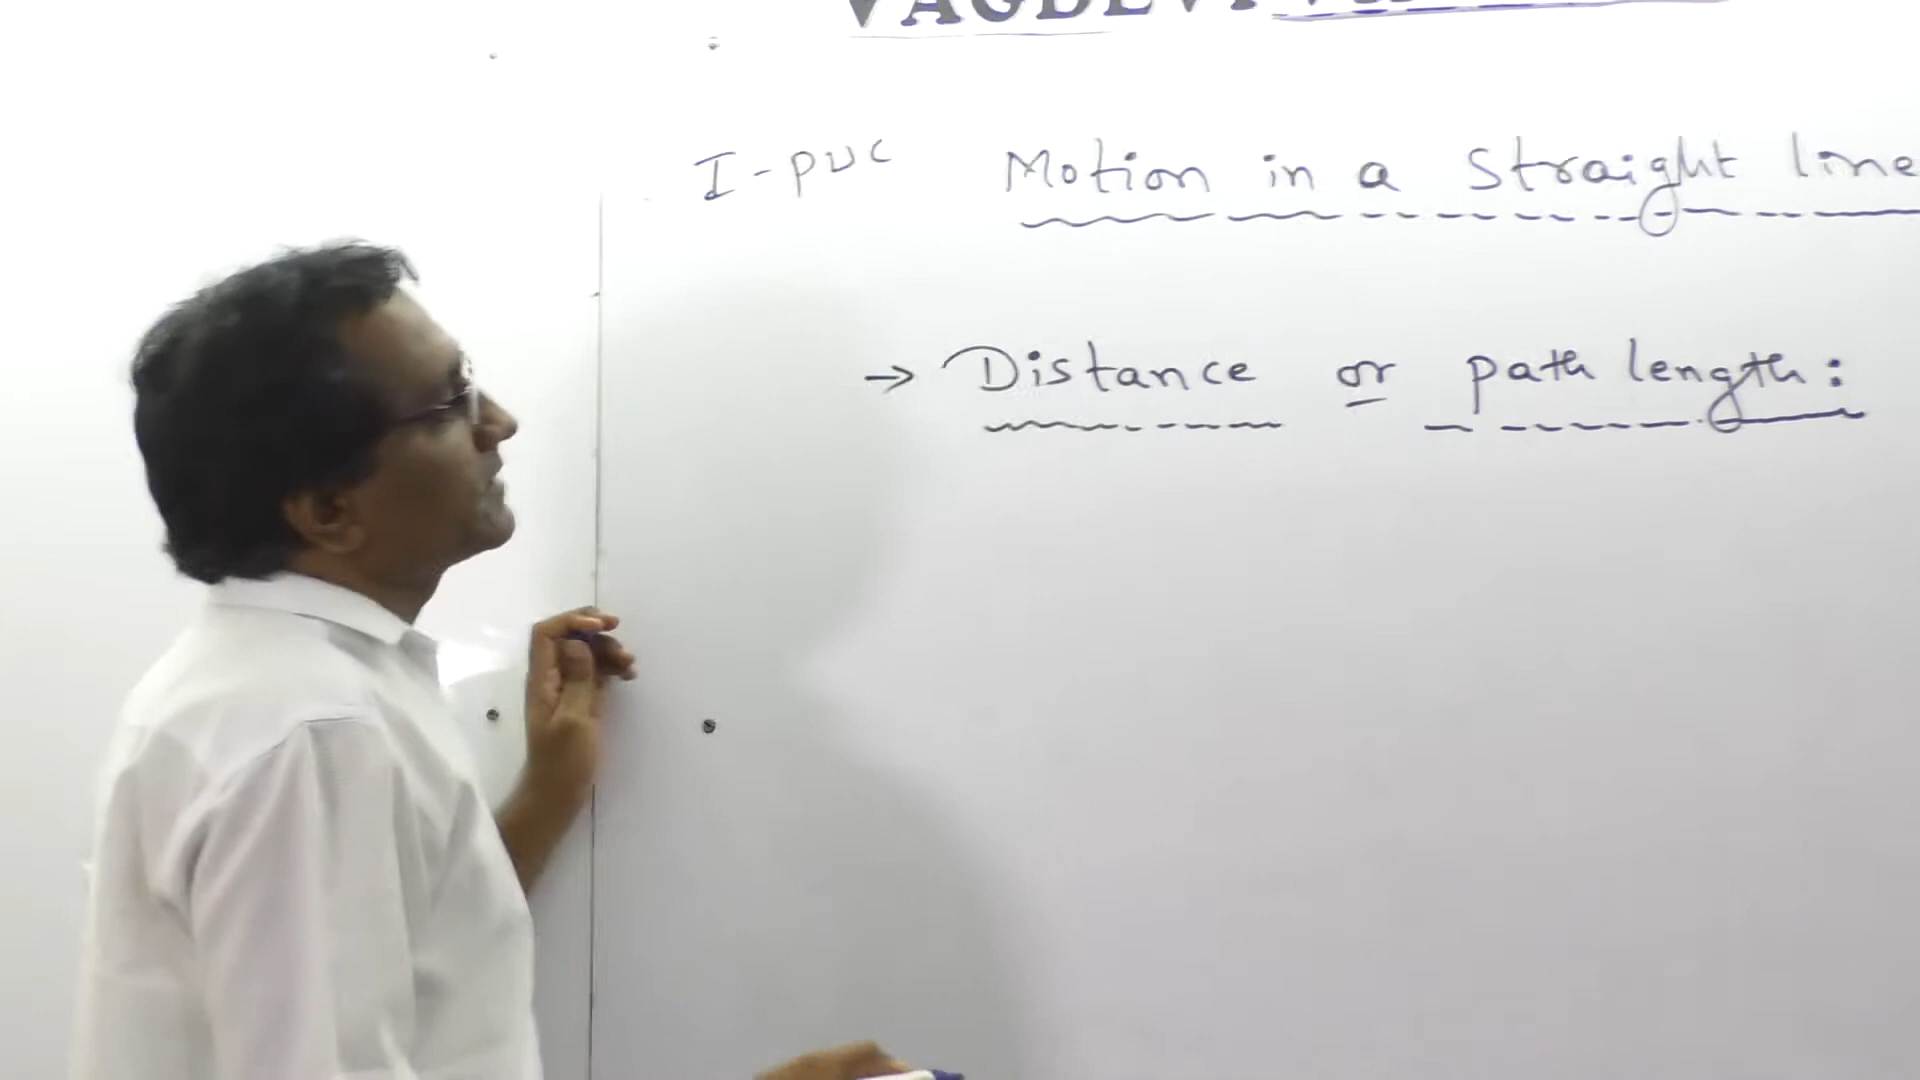 VAGDEVI
I-PUC Motion in a Straight line
→ Distance or path length: